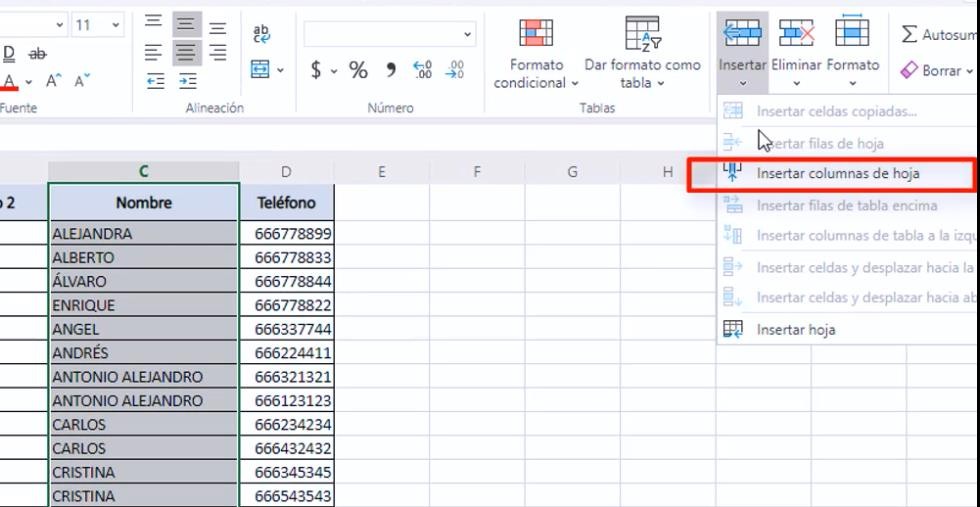 11
D ab
A A A
Fuente
ab
Alineación
$ % 9 00 00
Número
Formato condicional
Dar formato como tabla
Tablas
Insertar Eliminar Formato
Autosum
Borrar
Insertar celdas copiadas...
ertar filas de hoja
Insertar columnas de hoja
Insertar filas de tabla encima
Insertar columnas de tabla a la izqu
Insertar celdas y desplazar hacia la
Insertar celdas y desplazar hacia ab
Insertar hoja
C D E F G H
o 2 Nombre Teléfono
ALEJANDRA 666778899
ALBERTO 666778833
ÁLVARO 666778844
ENRIQUE 666778822
ANGEL 666337744
ANDRÉS 666224411
ANTONIO ALEJANDRO 666321321
ANTONIO ALEJANDRO 666123123
CARLOS 666234234
CARLOS 666432432
CRISTINA 666345345
CRISTINA 666543543